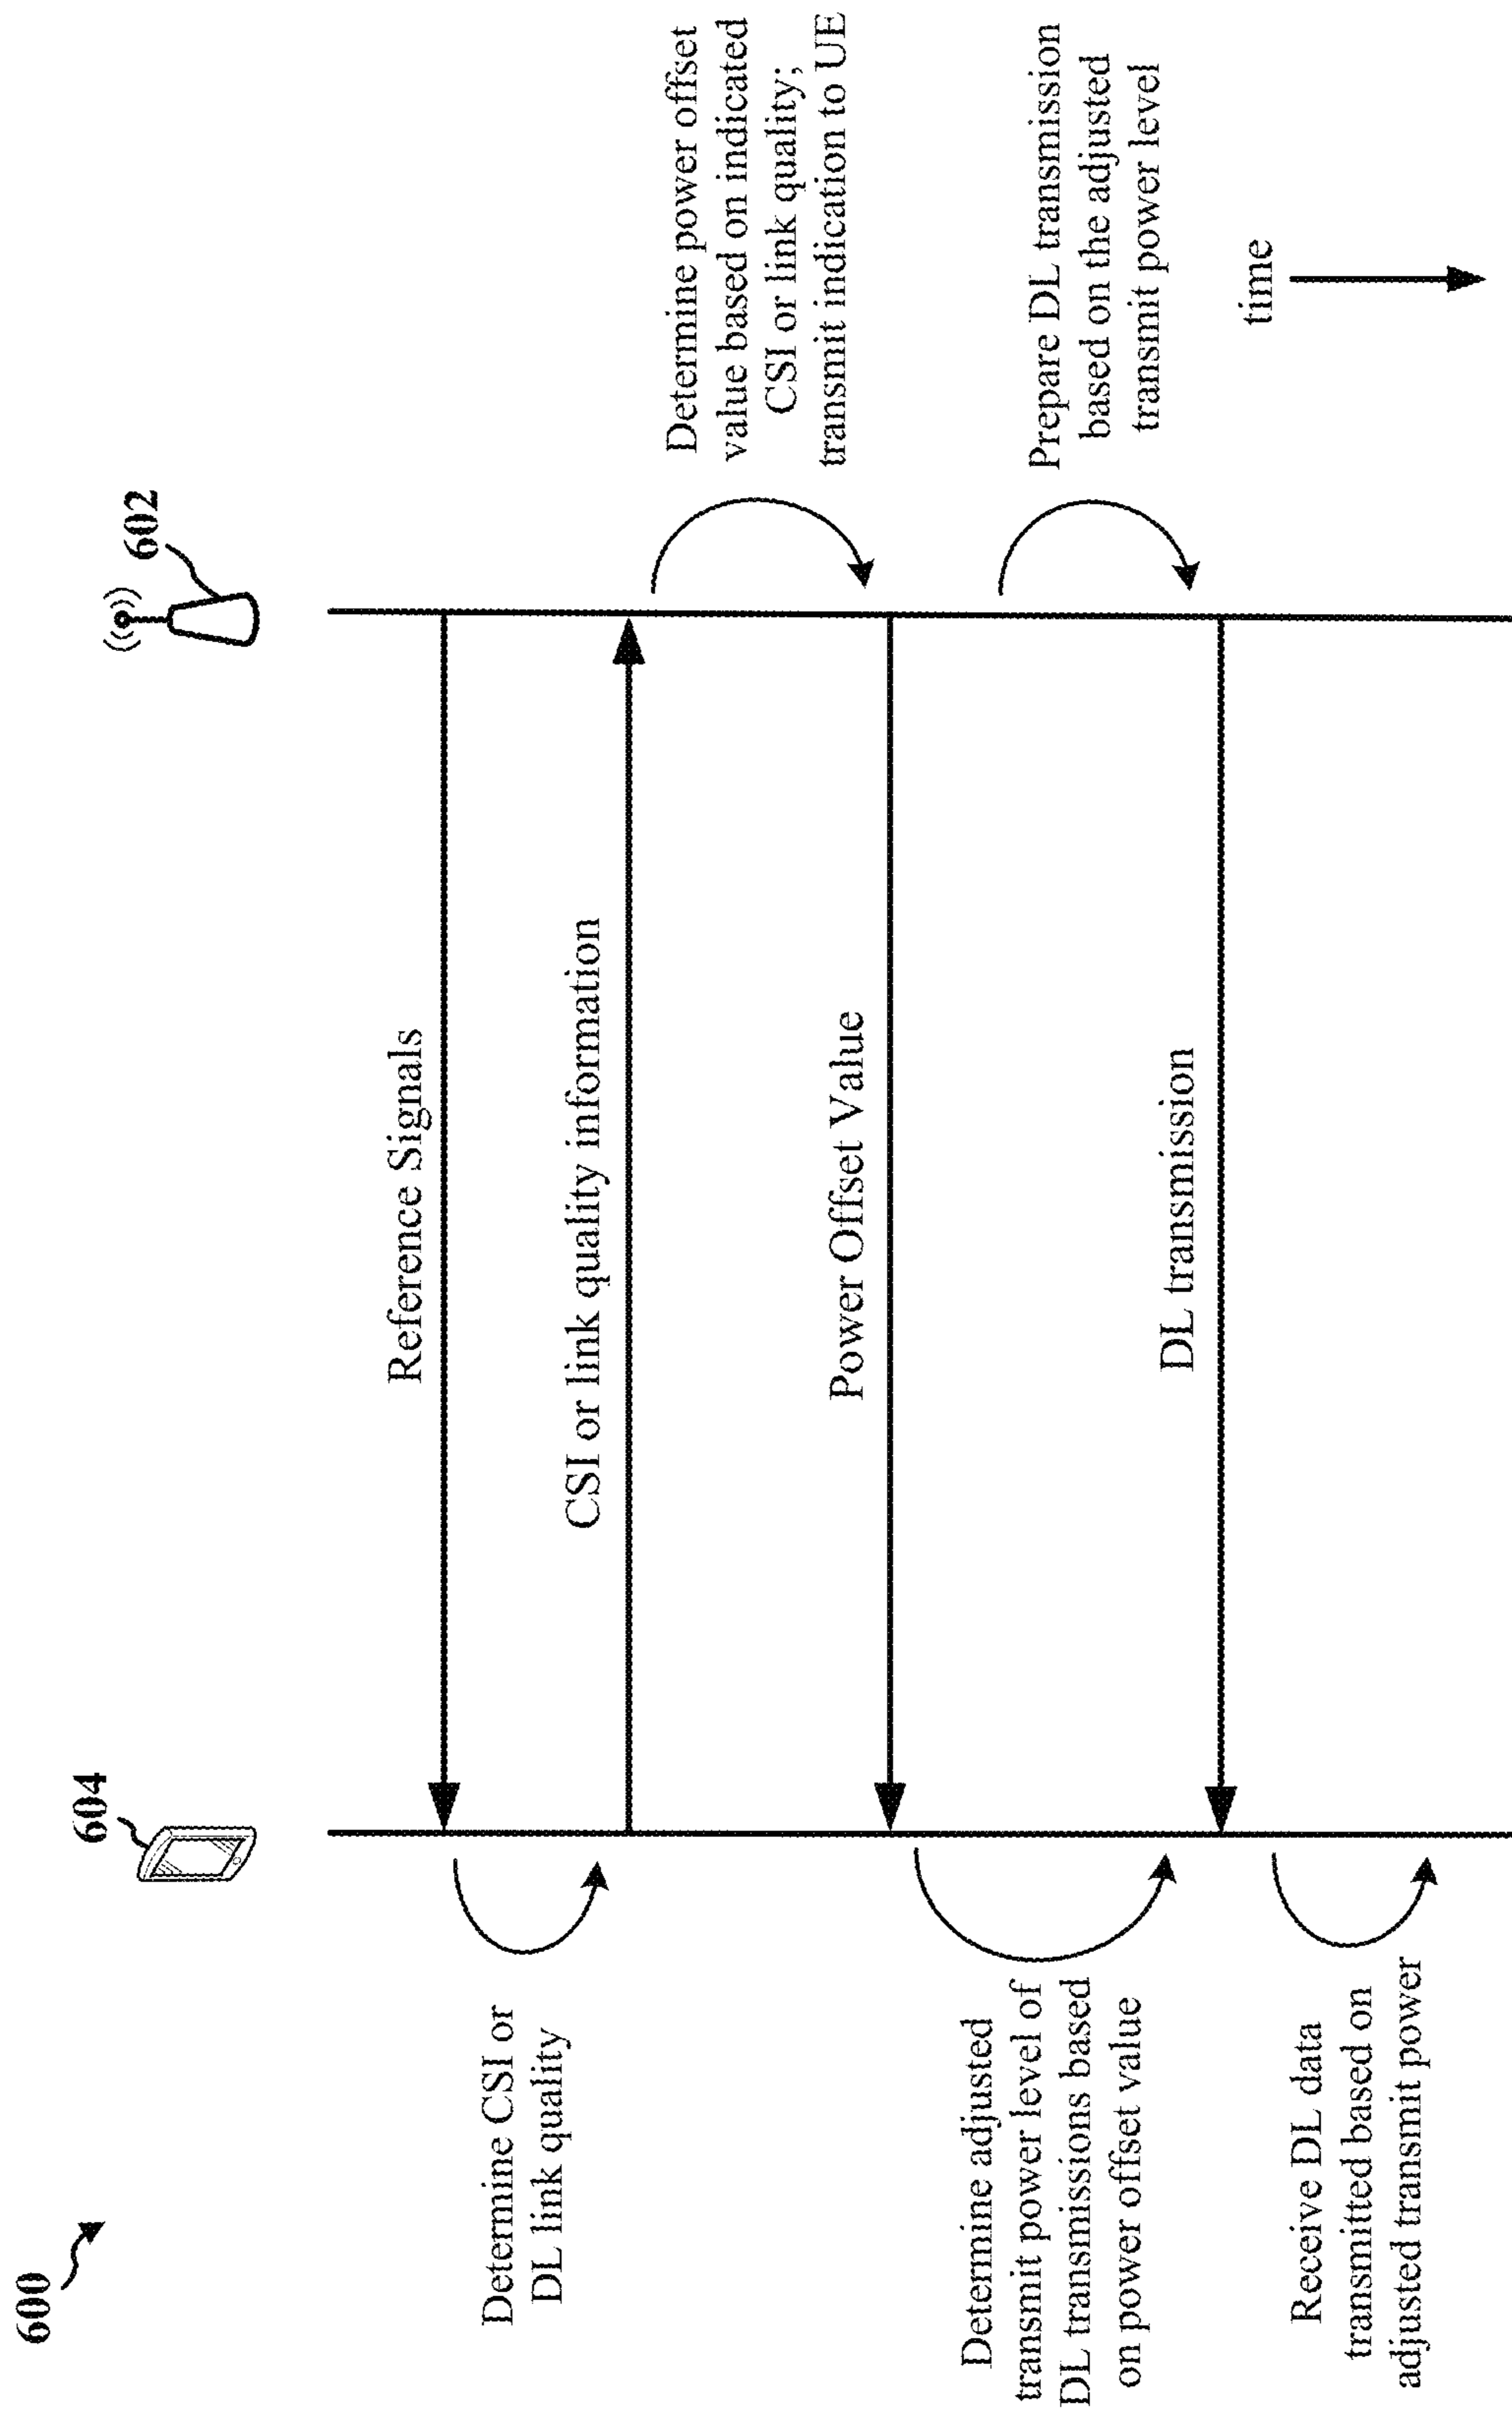 600
604
602
Reference Signals
Determine CSI or
DL link quality
CSI or link quality information
Determine power offset
value based on indicated
CSI or link quality;
transmit indication to UE
Power Offset Value
Determine adjusted
transmit power level of
DL transmissions based
on power offset value
Prepare DL transmission
based on the adjusted
transmit power level
DL transmission
Receive DL data
transmitted based on
adjusted transmit power
time